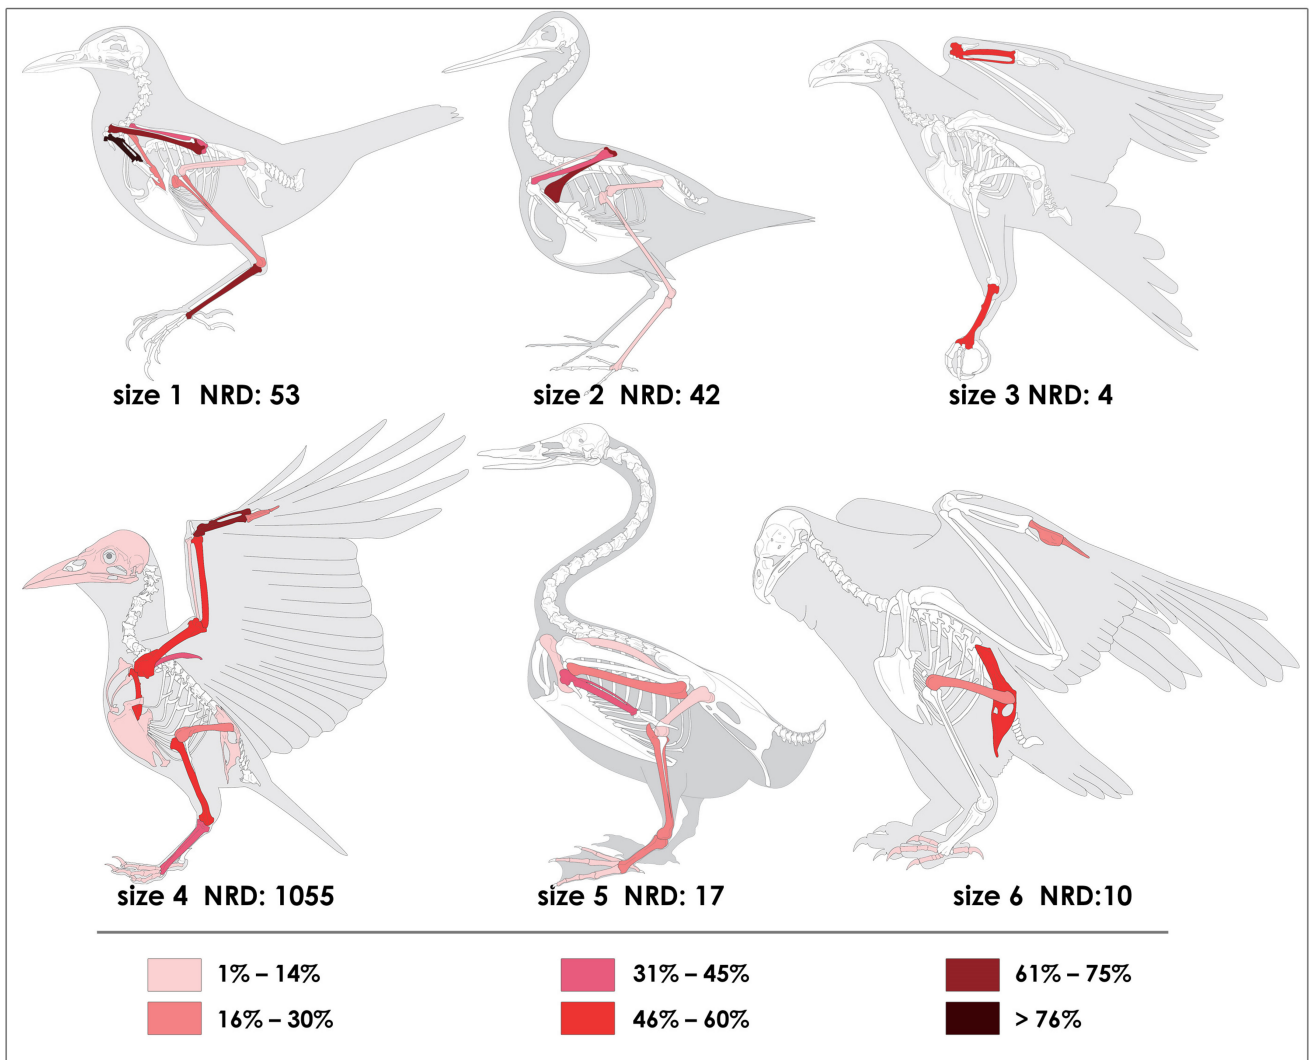 size 1 NRD: 53
size 2 NRD: 42
size 3 NRD: 4
size 4 NRD: 1055
size 5 NRD: 17
size 6 NRD:10
1% – 14%
31% – 45%
61% – 75%
16% – 30%
46% – 60%
> 76%